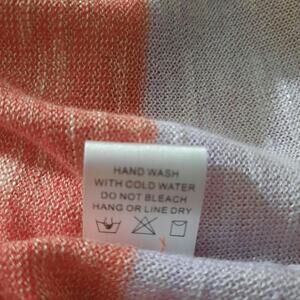 HAND WASH
WITH COLD WATER
DO NOT BLEACH
HANG OR LINE DRY